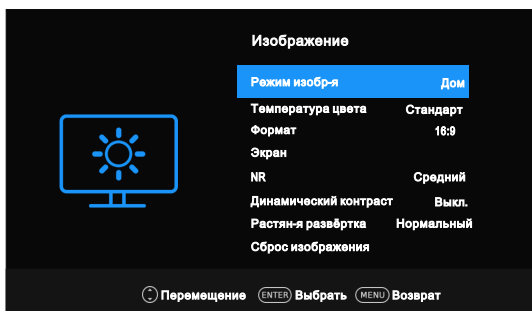 Изображение
Режим изобр-я Дом
Температура цвета Стандарт
Формат 16:9
Экран
NR Средний
Динамический контраст Выкл.
Растян-я развёртка Нормальный
Сброс изображения
Перемещение ENTER Выбрать MENU Возврат